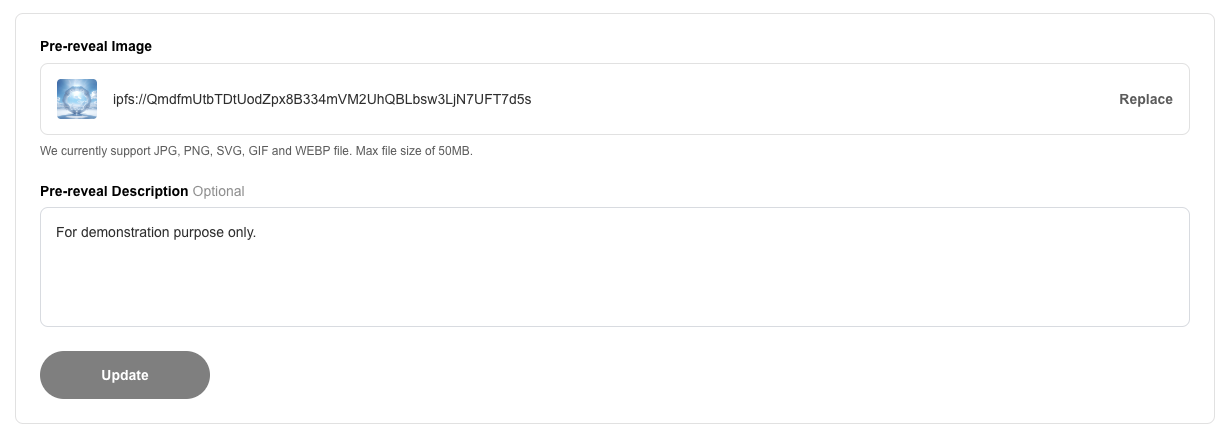 Pre-reveal Image
ipfs://QmdfmUtbTDtUodZpx8B334mVM2UhQBLbsw3LjN7UFT7d5s
Replace
We currently support JPG, PNG, SVG, GIF and WEBP file. Max file size of 50MB.
Pre-reveal Description Optional
For demonstration purpose only.
Update